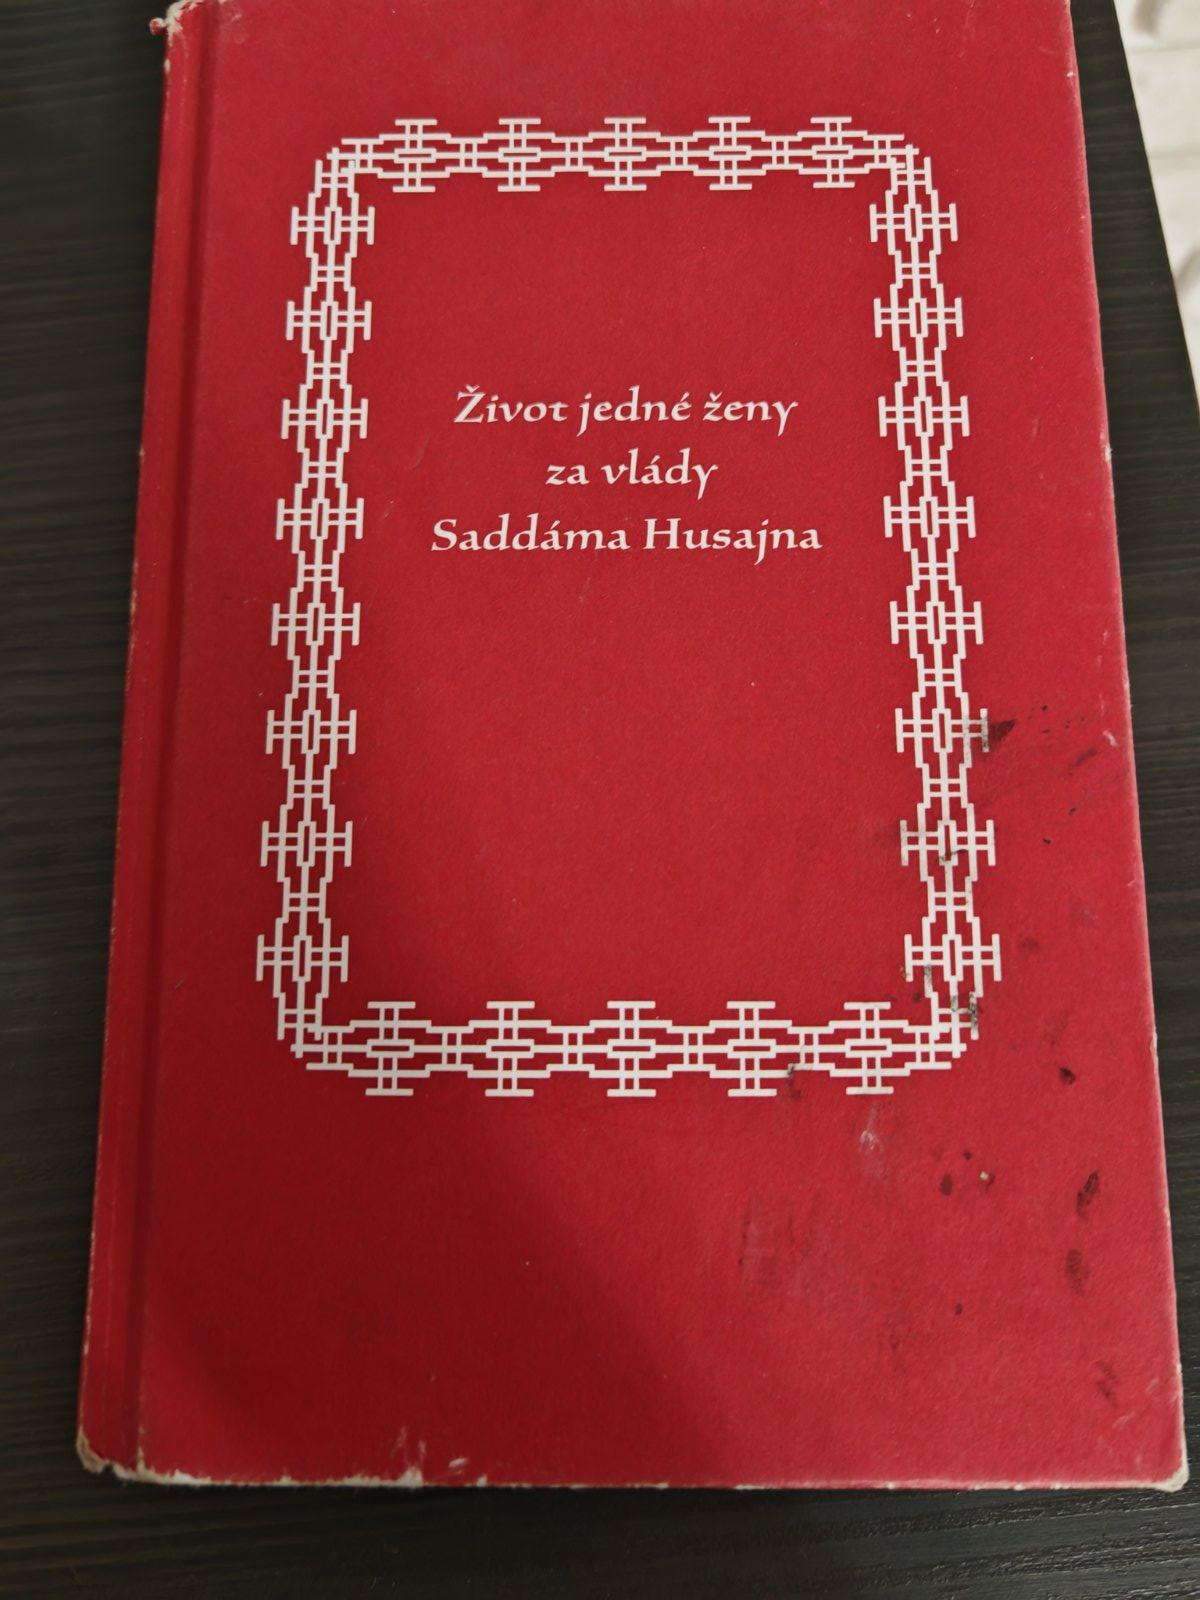 Život jedné ženy
za vlády
Saddáma Husajna